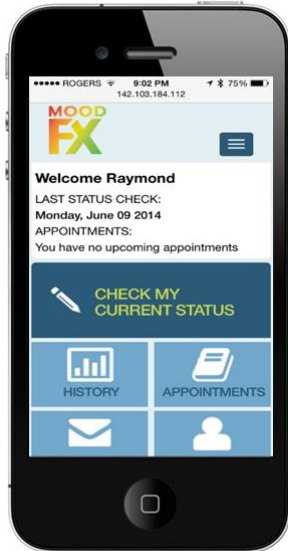 ROGERS 9:02 PM 75%
142.103.184.112
MOOD
FX
Welcome Raymond
LAST STATUS CHECK:
Monday, June 09 2014
APPOINTMENTS:
You have no upcoming appointments
CHECK MY
CURRENT STATUS
HISTORY APPOINTMENTS